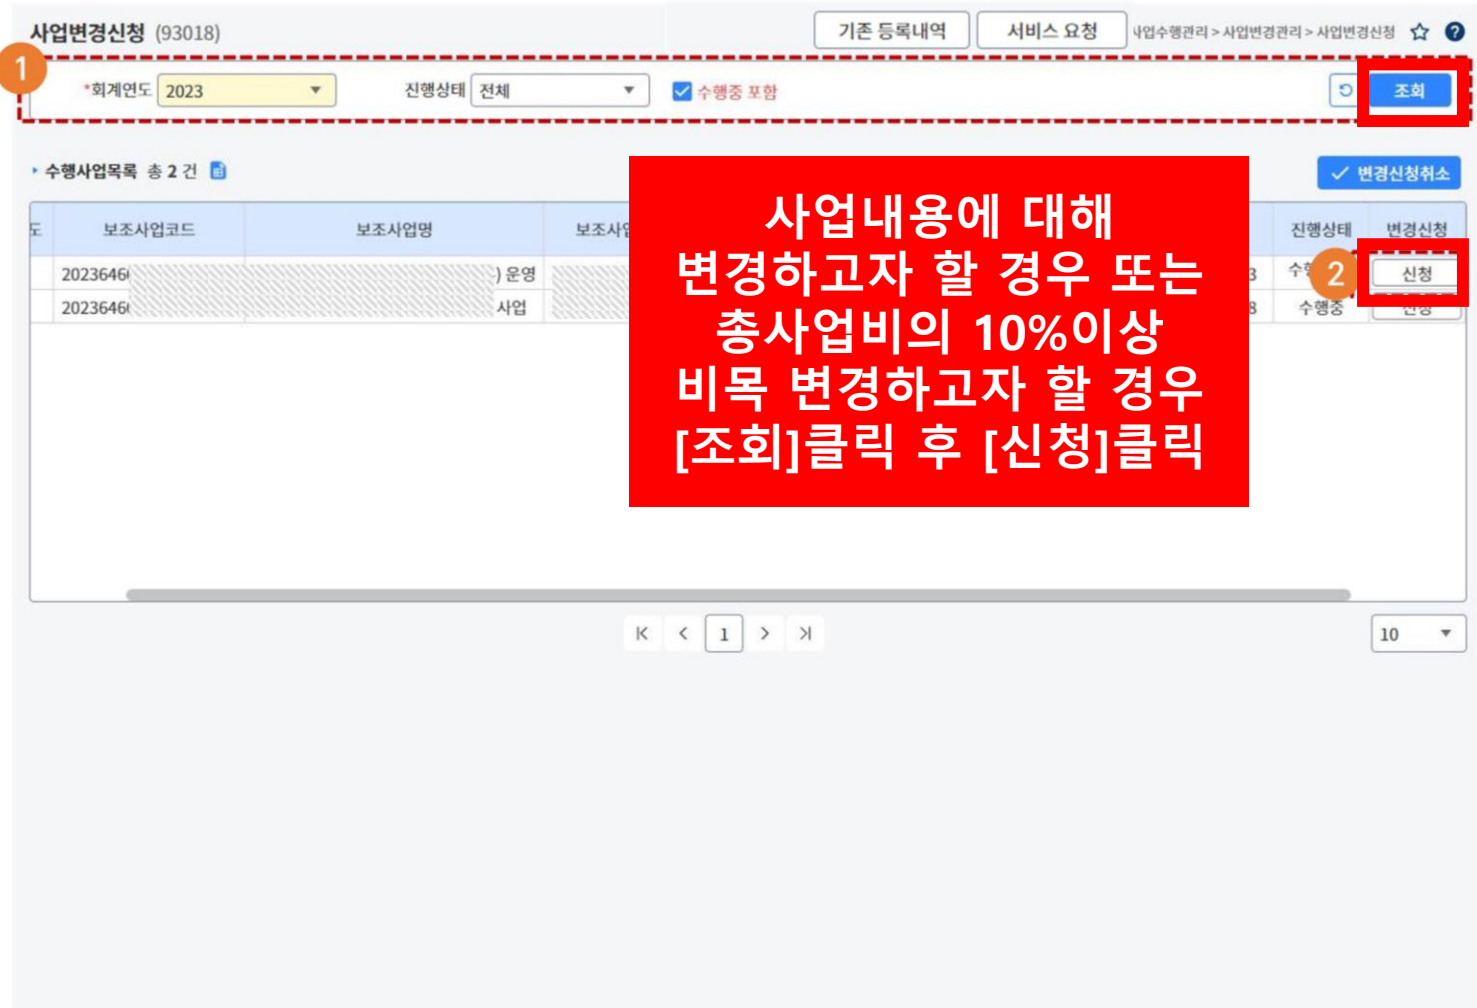 사업변경신청 (93018)
기존 등록내역
서비스 요청
사업수행관리 > 사업변경관리 > 사업변경신청
1
*회계연도 2023
진행상태 전체
수행중 포함
조회
수행사업목록 총 2 건
변경신청취소
도 보조사업코드 보조사업명 진행상태 변경신청
) 운영 3 2 신청
사업 8 수행중
사업내용에 대해
변경하고자 할 경우 또는
총사업비의 10%이상
비목 변경하고자 할 경우
[조회]클릭 후 [신청]클릭
1
10